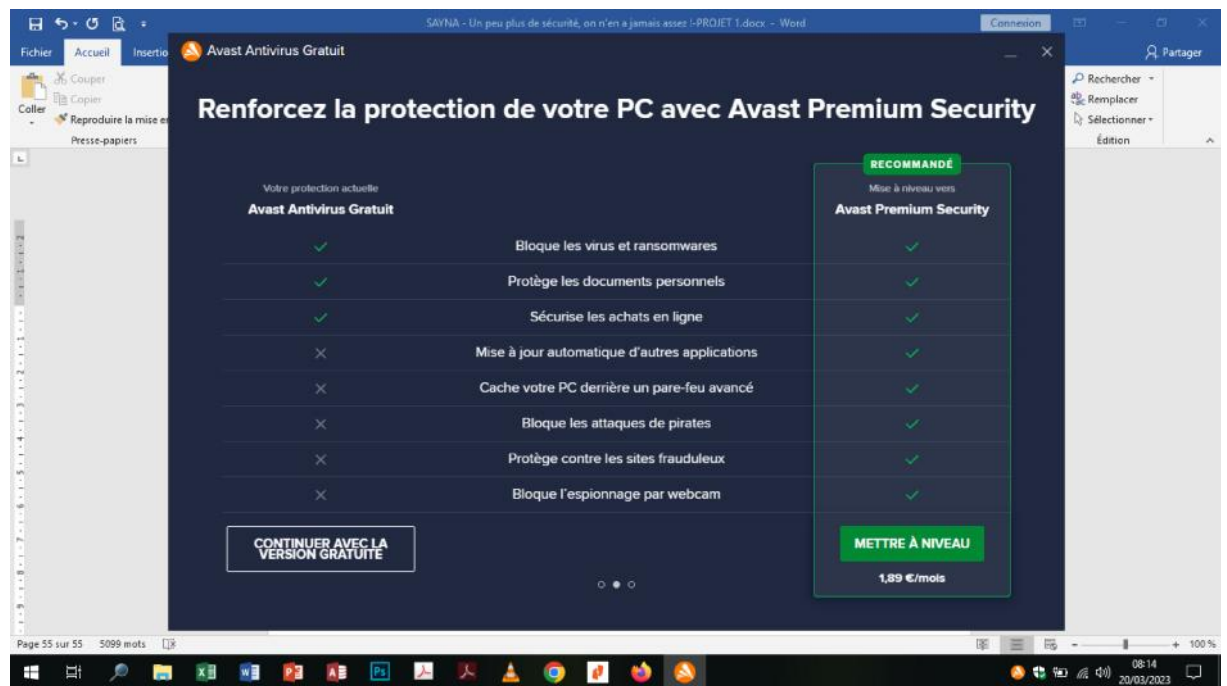 SAYNA - Un peu plus de sécurité, on n'en a jamais assez !-PROJET 1.docx - Word
Connexion
Fichier
Accueil
Insertio
Partager
Coller
Couper
Copier
Reproduire la mise e
Presse-papiers
Rechercher
Remplacer
Sélectionner
Édition
Avast Antivirus Gratuit
Renforcez la protection de votre PC avec Avast Premium Security
RECOMMANDÉ
Votre protection actuelle
Avast Antivirus Gratuit
Mise à niveau vers
Avast Premium Security
Bloque les virus et ransomwares
Protège les documents personnels
Sécurise les achats en ligne
Mise à jour automatique d'autres applications
Cache votre PC derrière un pare-feu avancé
Bloque les attaques de pirates
Protège contre les sites frauduleux
Bloque l'espionnage par webcam
CONTINUER AVEC LA
VERSION GRATUITE
METTRE À NIVEAU
1,89 €/mois
Page 55 sur 55 5099 mots
100 %
08:14
20/03/2023